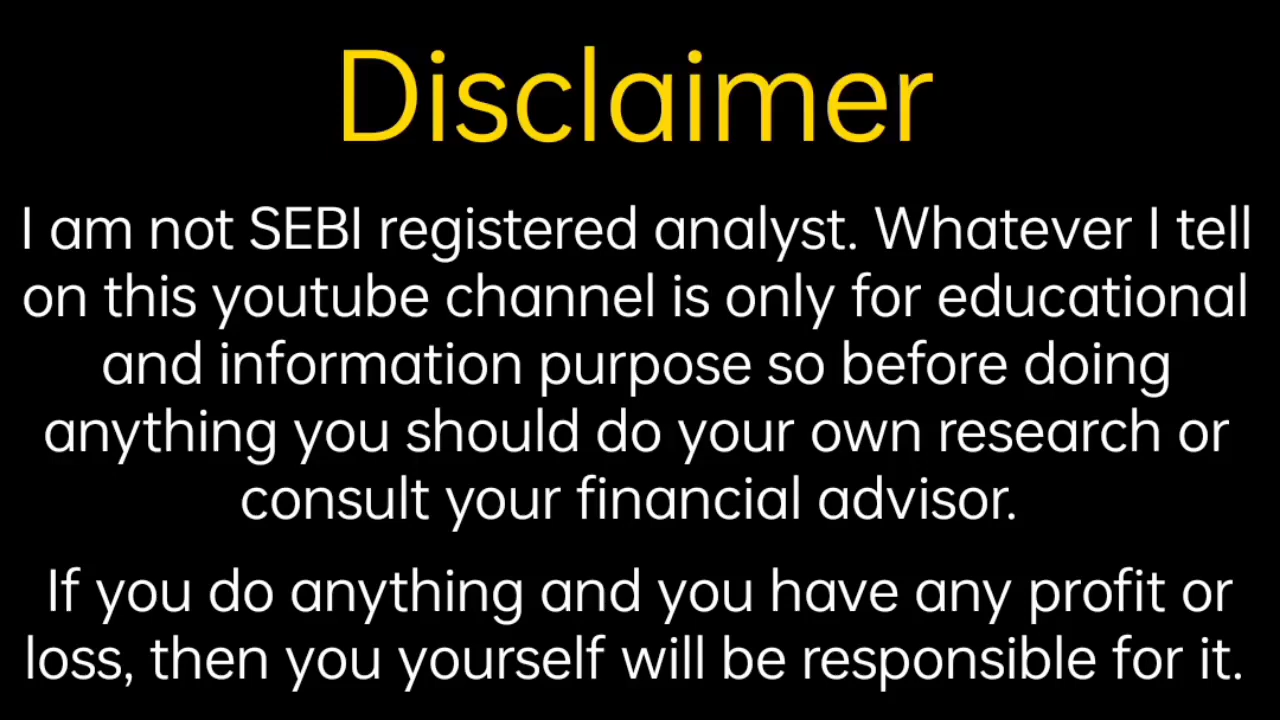 Disclaimer
I am not SEBI registered analyst. Whatever I tell
on this youtube channel is only for educational
and information purpose so before doing
anything you should do your own research or
consult your financial advisor.
If you do anything and you have any profit or
loss, then you yourself will be responsible for it.